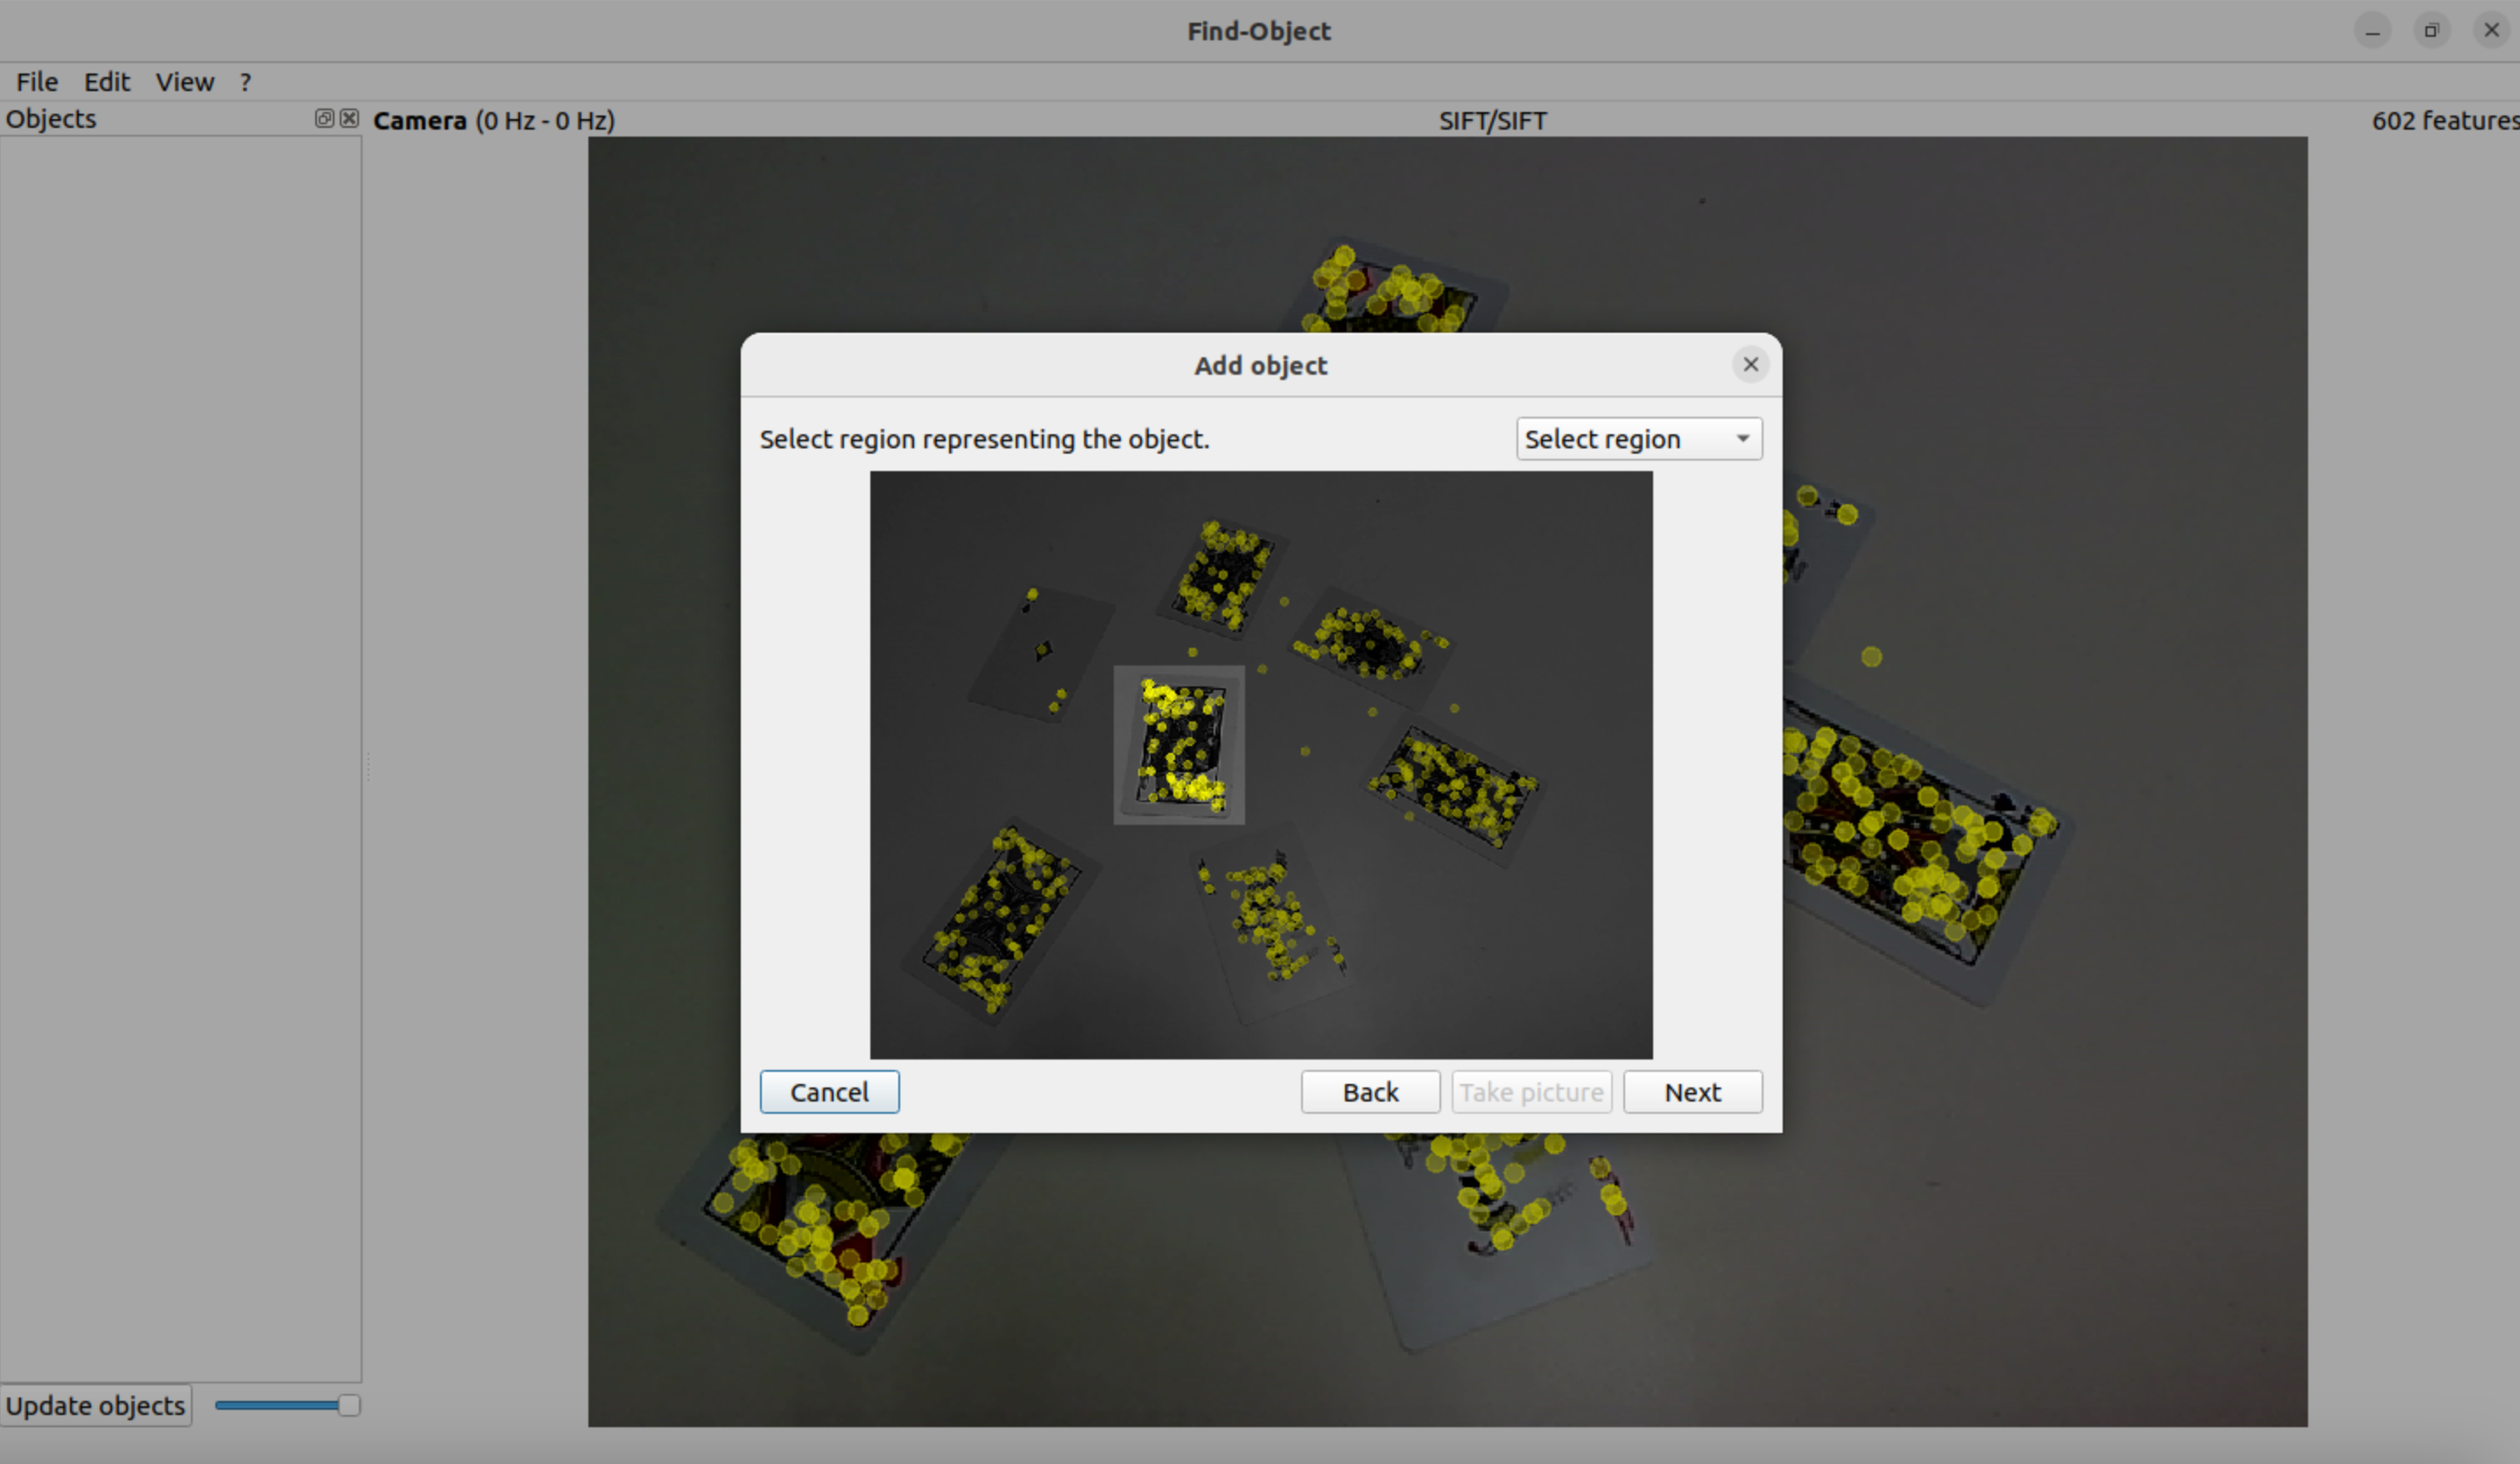 Find-Object
File Edit View ?
Objects
Camera (0 Hz - 0 Hz) SIFT/SIFT 602 features
Add object
Select region representing the object. Select region
Cancel Back Take picture Next
Update objects